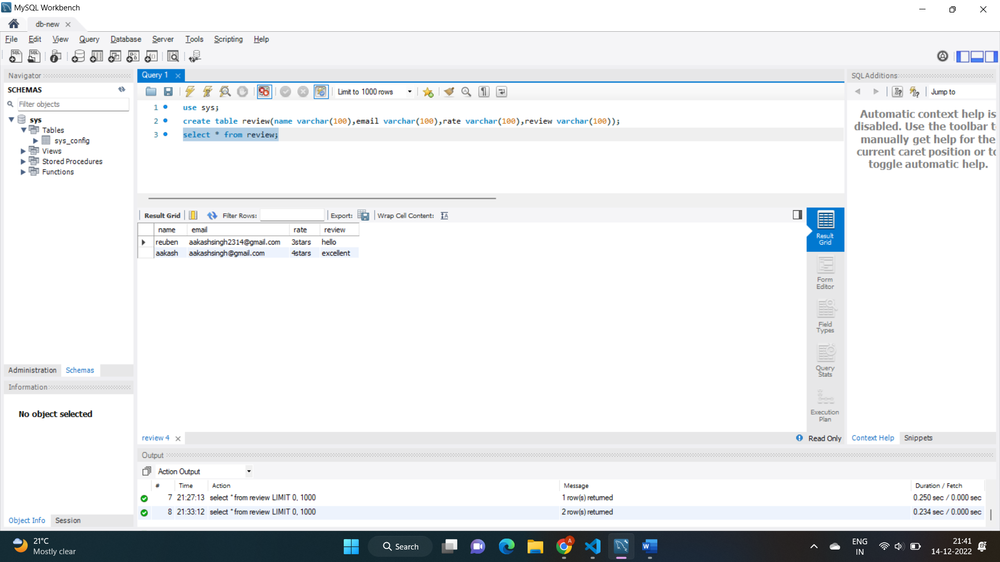 MySQL Workbench
db-new
File Edit View Query Database Server Tools Scripting Help
Navigator
SCHEMAS
Filter objects
sys
Tables
sys_config
Views
Stored Procedures
Functions
Administration Schemas
Information
No object selected
Object Info Session
Query 1
Limit to 1000 rows
1 use sys;
2 create table review(name varchar(100),email varchar(100),rate varchar(100),review varchar(100));
3 select * from review;
Result Grid Filter Rows: Export: Wrap Cell Content:
name email rate review
reuben aakashsingh2314@gmail.com 3stars hello
aakash aakashsingh@gmail.com 4stars excellent
Result
Grid
Form
Editor
Field
Types
Query
Stats
Execution
Plan
review 4
Read Only
SQLAdditions
Jump to
Automatic context help is
disabled. Use the toolbar t
manually get help for the
current caret position or to
toggle automatic help.
Context Help Snippets
Output
Action Output
# Time Action Message Duration / Fetch
7 21:27:13 select * from review LIMIT 0, 1000 1 row(s) returned 0.250 sec / 0.000 sec
8 21:33:12 select * from review LIMIT 0, 1000 2 row(s) returned 0.234 sec / 0.000 sec
21°C
Mostly clear
Search
ENG
IN
21:41
14-12-2022